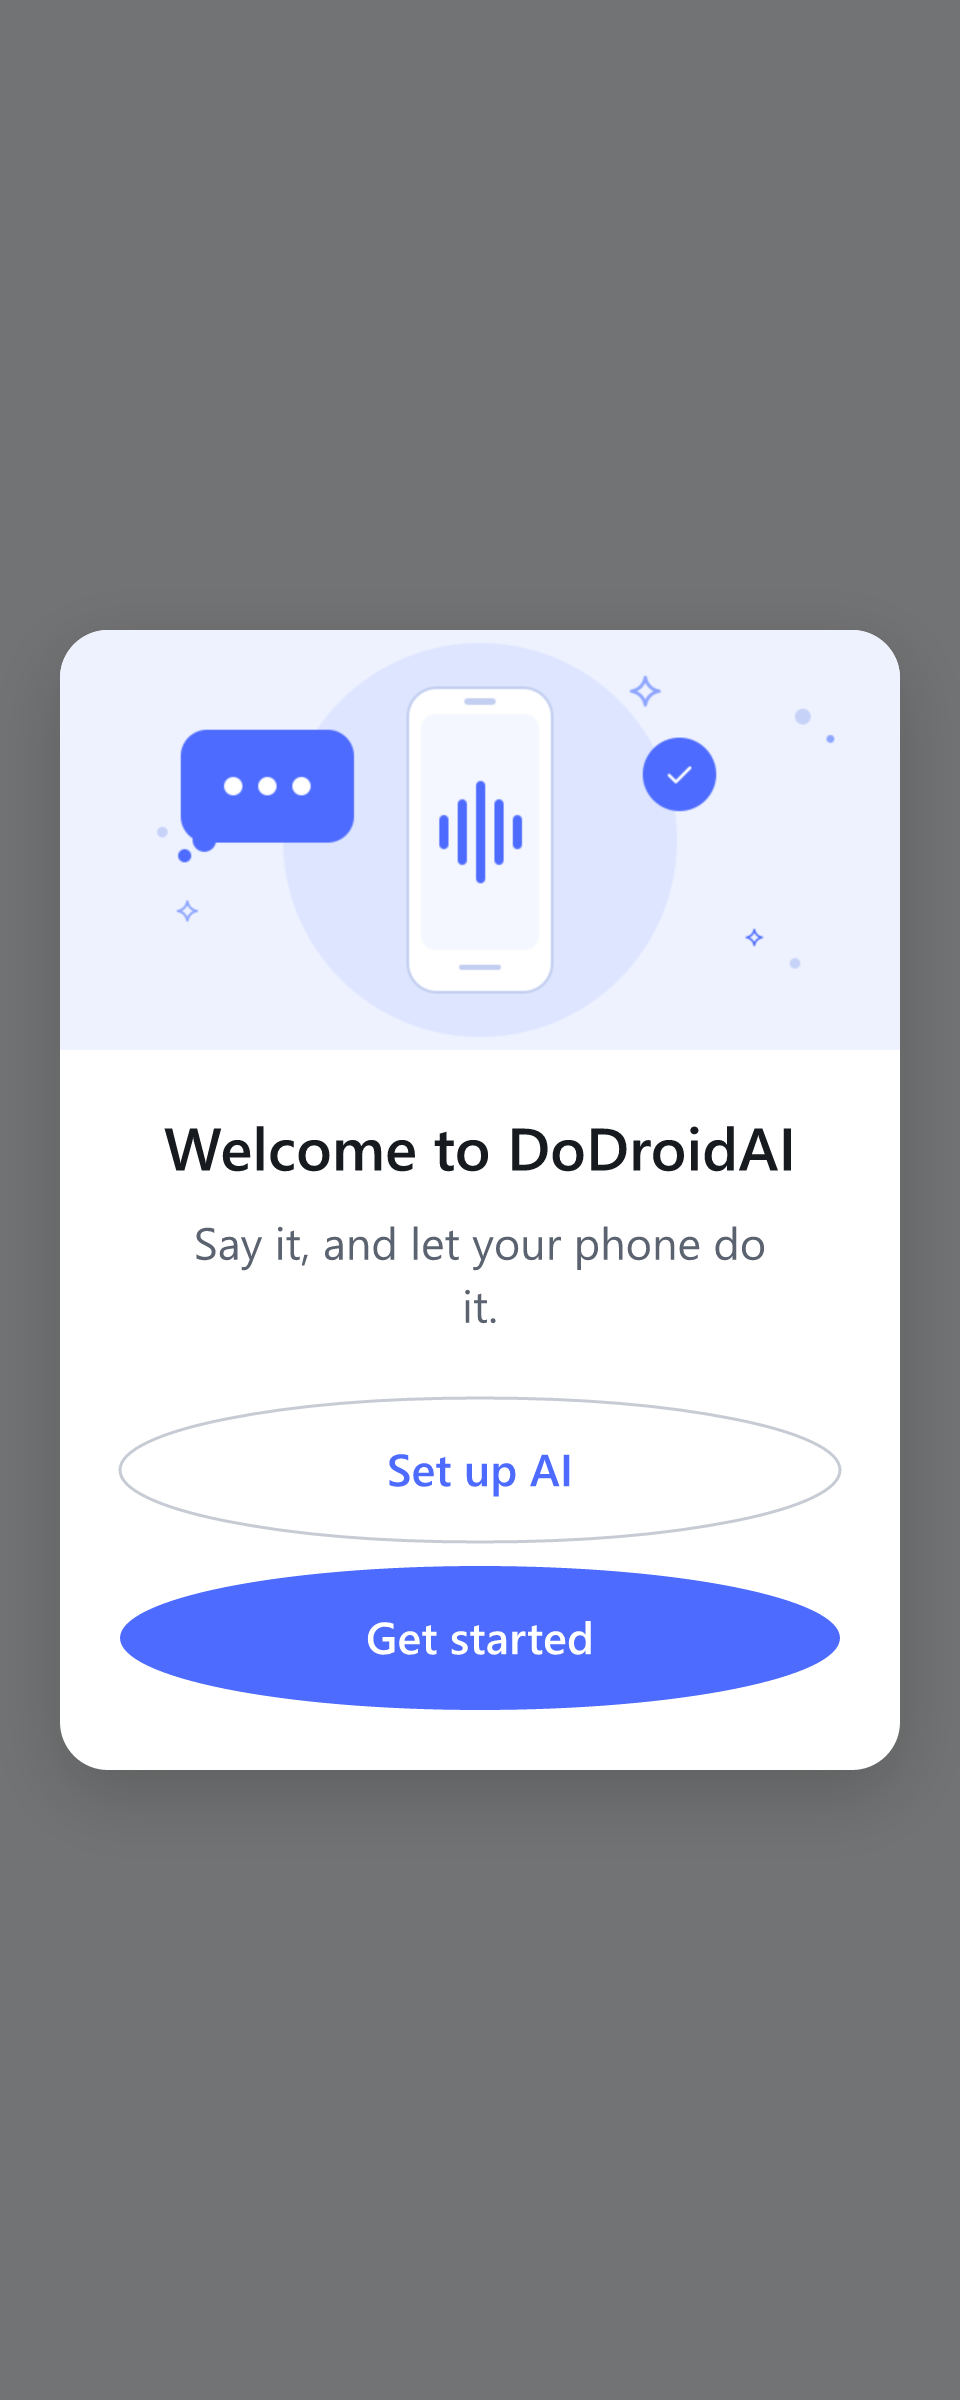 Welcome to DoDroidAI
Say it, and let your phone do
it.
Set up AI
Get started